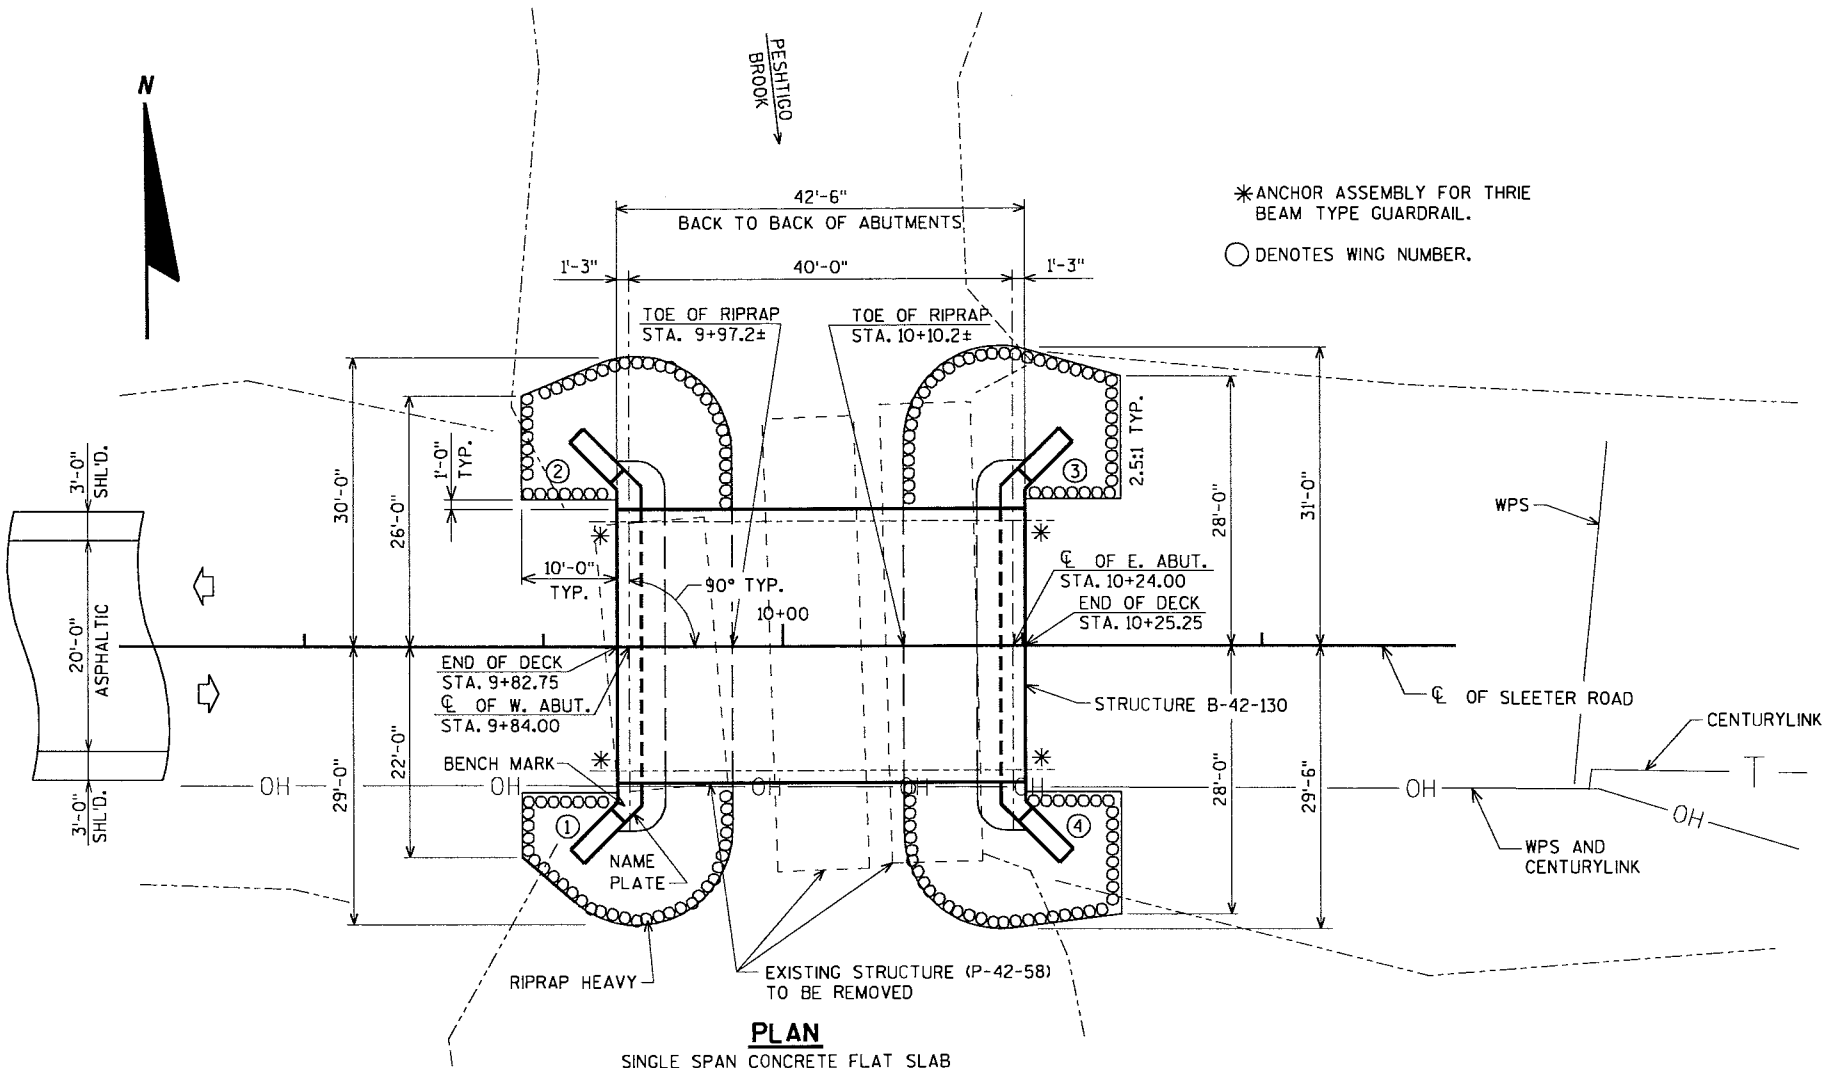 N
PESHTIGO
BROOK
✳ ANCHOR ASSEMBLY FOR THRIE
BEAM TYPE GUARDRAIL.
◯ DENOTES WING NUMBER.
42'-6"
BACK TO BACK OF ABUTMENTS
1'-3"
40'-0"
1'-3"
TOE OF RIPRAP
STA. 9+97.2±
TOE OF RIPRAP
STA. 10+10.2±
3'-0"
SHL'D.
20'-0"
ASPHALTIC
3'-0"
SHL'D.
30'-0"
26'-0"
1'-0"
TYP.
2
3
2.5:1 TYP.
28'-0"
31'-0"
WPS
10'-0"
TYP.
90° TYP.
10+00
℄ OF E. ABUT.
STA. 10+24.00
END OF DECK
STA. 10+25.25
END OF DECK
STA. 9+82.75
℄ OF W. ABUT.
STA. 9+84.00
STRUCTURE B-42-130
℄ OF SLEETER ROAD
CENTURYLINK
T
BENCH MARK
OH
OH
OH
OH
OH
OH
OH
22'-0"
29'-0"
28'-0"
29'-6"
1
4
NAME
PLATE
WPS AND
CENTURYLINK
RIPRAP HEAVY
EXISTING STRUCTURE (P-42-58)
TO BE REMOVED
PLAN
SINGLE SPAN CONCRETE FLAT SLAB